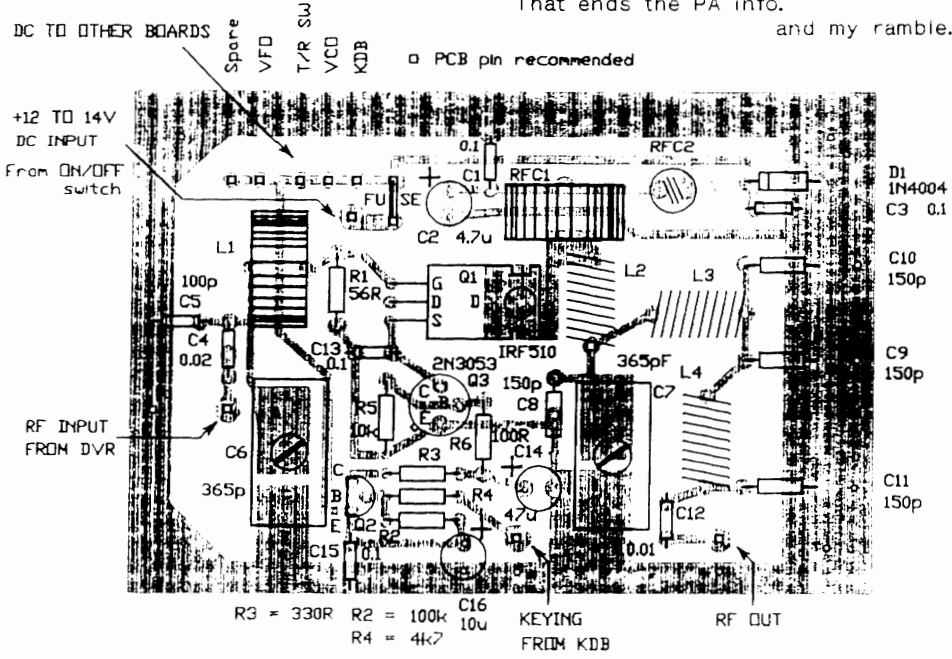 That ends the PA info.
and my ramble.
DC TO OTHER BOARDS
Spare
VFO
T/R SW
VCO
KDB
PCB pin recommended
+12 TO 14V
DC INPUT
From ON/OFF
switch
FUSE
0.1
C1
+
C2 4.7u
RFC1
RFC2
D1
1N4004
C3 0.1
L1
100p
C5
C4
0.02
R1
56R
G
D
S
Q1
D
IRF510
L2
L3
C10
150p
C13
0.1
2N3053
Q3
C
B
E
150p
C8
365pF
C7
L4
C9
150p
RF INPUT
FROM DVR
C6
365p
R5
10k
R6
100R
C14
+
47u
R3
R4
R2
C
B
E
Q2
C15
0.1
+
C16
10u
C12
0.01
C11
150p
R3 = 330R R2 = 100k
R4 = 4k7
KEYING
FROM KDB
RF OUT